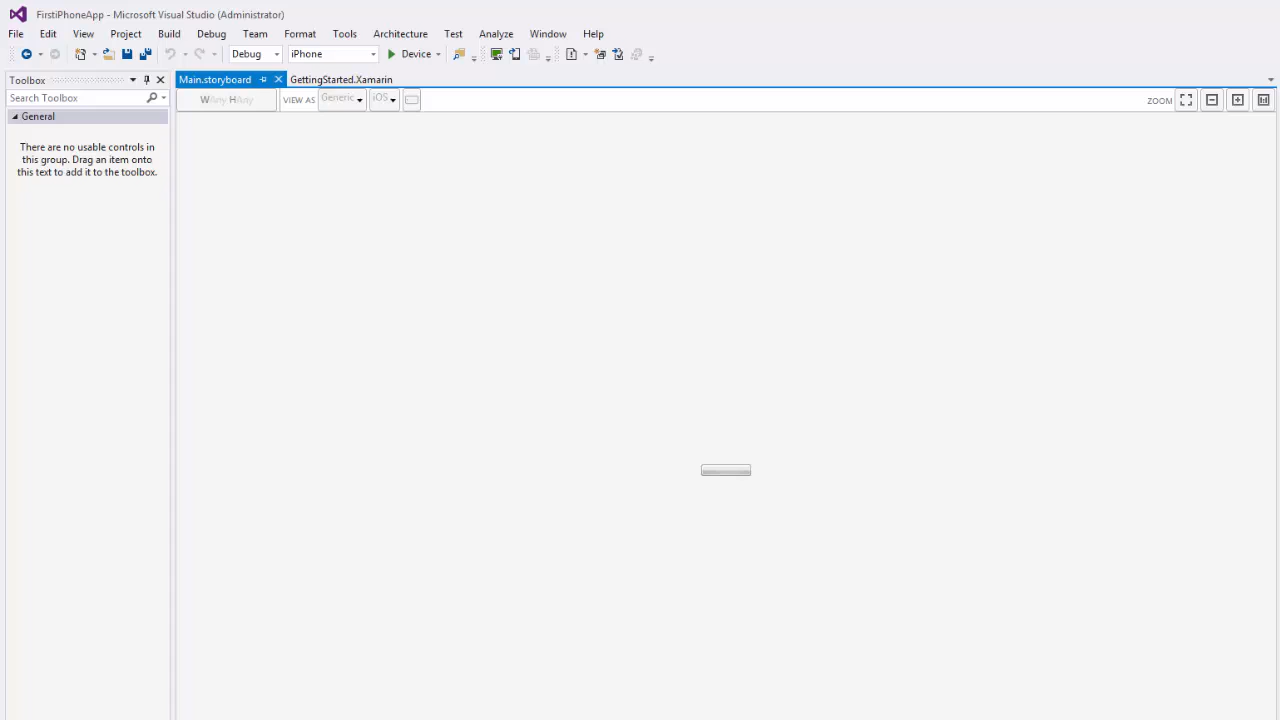 FirstiPhoneApp - Microsoft Visual Studio (Administrator)
File Edit View Project Build Debug Team Format Tools Architecture Test Analyze Window Help
Debug iPhone Device
Toolbox Main.storyboard GettingStarted.Xamarin
Search Toolbox W/Any H/Any VIEW AS Generic iOS ZOOM
General
There are no usable controls in
this group. Drag an item onto
this text to add it to the toolbox.